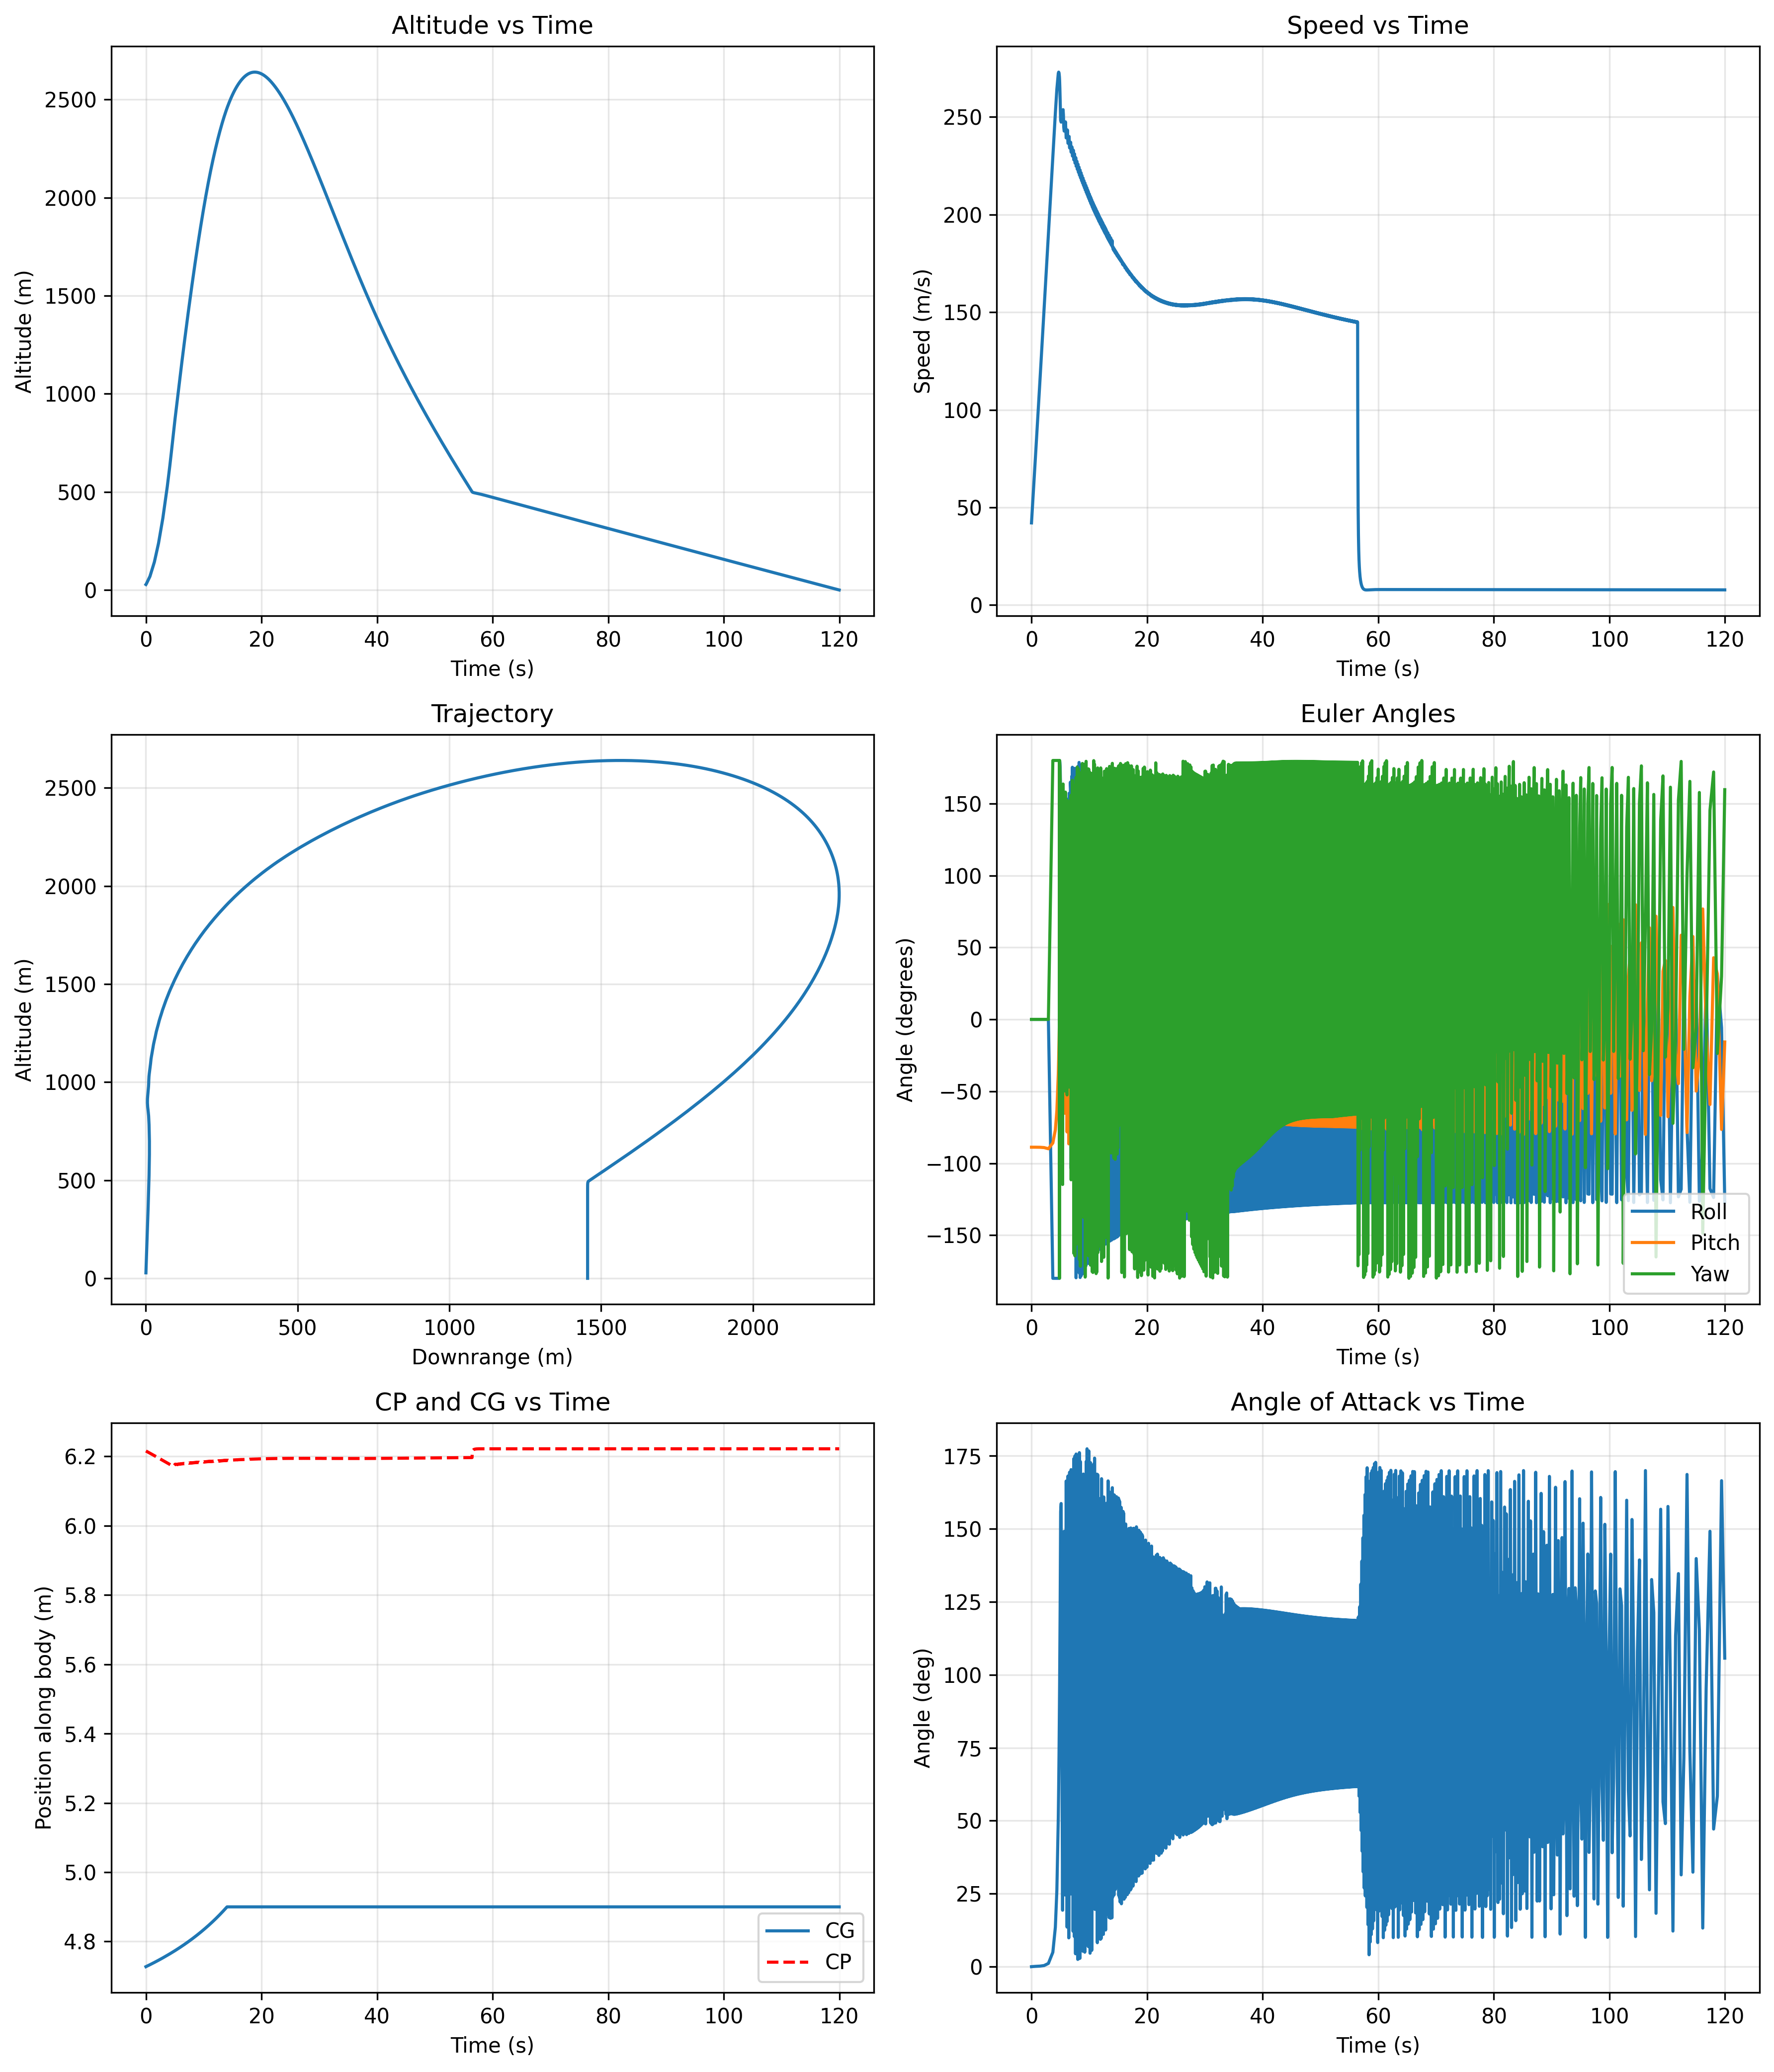 Altitude vs Time
Altitude (m)
2500
2000
1500
1000
500
0
0 20 40 60 80 100 120
Time (s)
Speed vs Time
Speed (m/s)
250
200
150
100
50
0
0 20 40 60 80 100 120
Time (s)
Trajectory
Altitude (m)
2500
2000
1500
1000
500
0
0 500 1000 1500 2000
Downrange (m)
Euler Angles
Angle (degrees)
150
100
50
0
−50
−100
−150
Roll
Pitch
Yaw
0 20 40 60 80 100 120
Time (s)
CP and CG vs Time
Position along body (m)
6.2
6.0
5.8
5.6
5.4
5.2
5.0
4.8
CG
CP
0 20 40 60 80 100 120
Time (s)
Angle of Attack vs Time
Angle (deg)
175
150
125
100
75
50
25
0
0 20 40 60 80 100 120
Time (s)